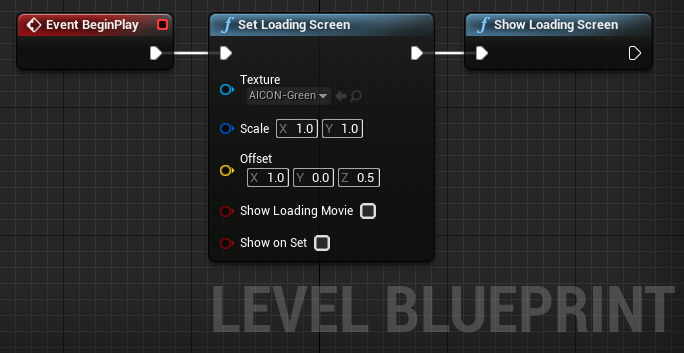 Event BeginPlay
Set Loading Screen
Show Loading Screen
Texture
AICON-Green
Scale X 1.0 Y 1.0
Offset
X 1.0 Y 0.0 Z 0.5
Show Loading Movie
Show on Set
LEVEL BLUEPRINT